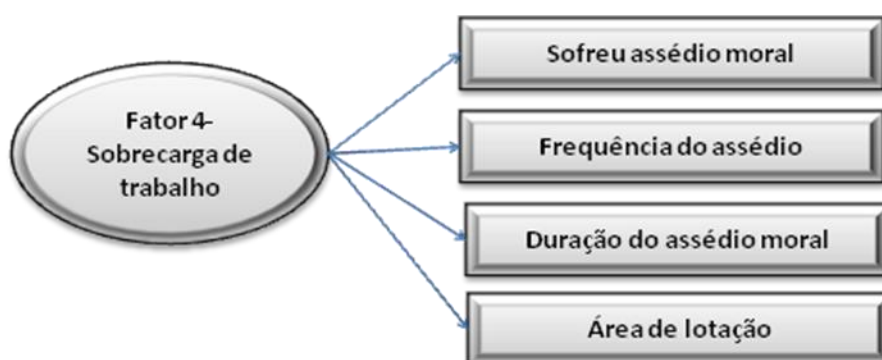 Fator 4-
Sobrecarga de
trabalho
Sofreu assédio moral
Frequência do assédio
Duração do assédio moral
Área de lotação